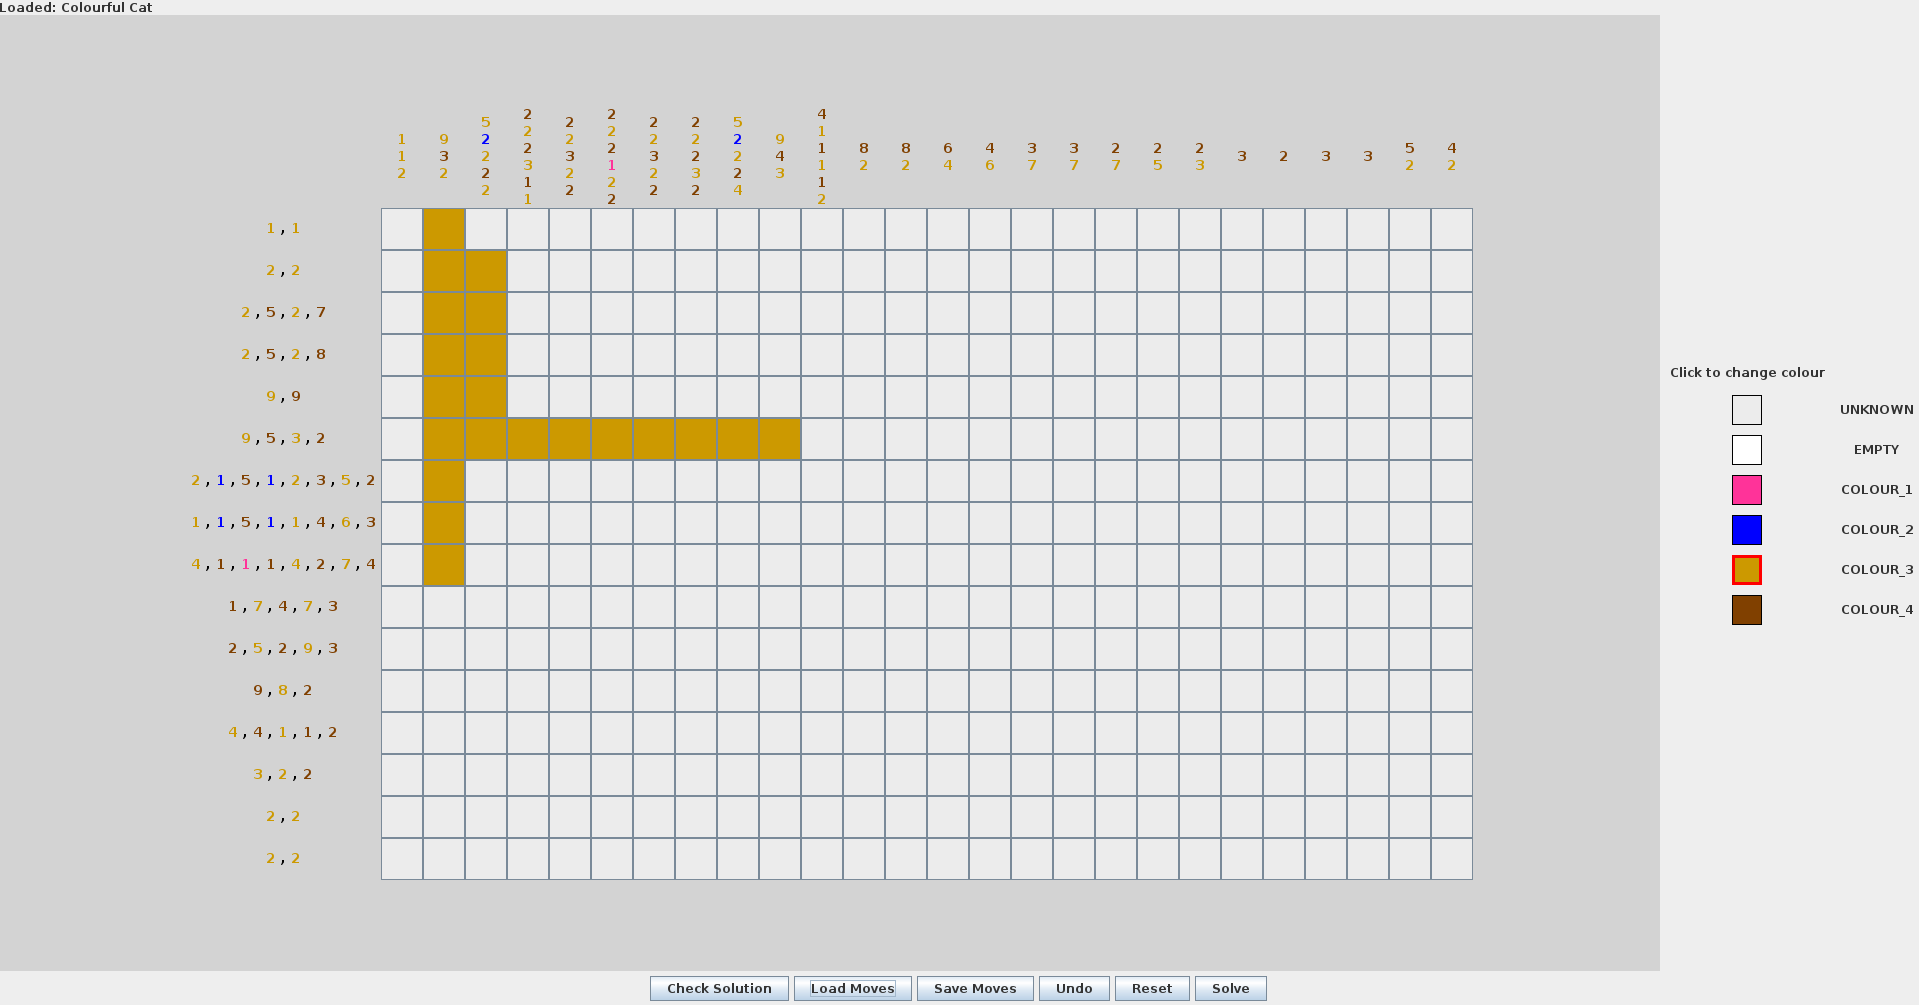 Loaded: Colourful Cat
1 1 2
9 3 2
5 2 2 2 2
2 2 2 3 1 1
2 2 3 2 2
2 2 2 1 2 2
2 2 3 2 2
2 2 2 3 2
5 2 2 2 4
9 4 3
4 1 1 1 1 2
8 2
8 2
6 4
4 6
3 7
3 7
2 7
2 5
2 3
3
2
3
3
5 2
4 2
1 , 1
2 , 2
2 , 5 , 2 , 7
2 , 5 , 2 , 8
9 , 9
9 , 5 , 3 , 2
2 , 1 , 5 , 1 , 2 , 3 , 5 , 2
1 , 1 , 5 , 1 , 1 , 4 , 6 , 3
4 , 1 , 1 , 1 , 4 , 2 , 7 , 4
1 , 7 , 4 , 7 , 3
2 , 5 , 2 , 9 , 3
9 , 8 , 2
4 , 4 , 1 , 1 , 2
3 , 2 , 2
2 , 2
2 , 2
Click to change colour
UNKNOWN
EMPTY
COLOUR_1
COLOUR_2
COLOUR_3
COLOUR_4
Check Solution
Load Moves
Save Moves
Undo
Reset
Solve